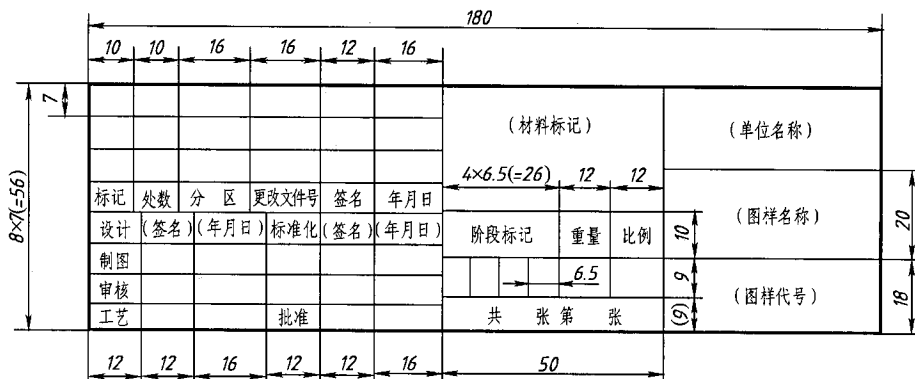 180
10 10 16 16 12 16
7
8×7(=56)
(材料标记)
(单位名称)
4×6.5(=26) 12 12
标记 处数 分区 更改文件号 签名 年月日
设计 (签名) (年月日) 标准化 (签名) (年月日)
阶段标记 重量 比例
10
(图样名称)
20
制图
6.5
9
审核
(图样代号)
18
工艺 批准
共 张 第 张
(9)
12 12 16 12 12 16 50